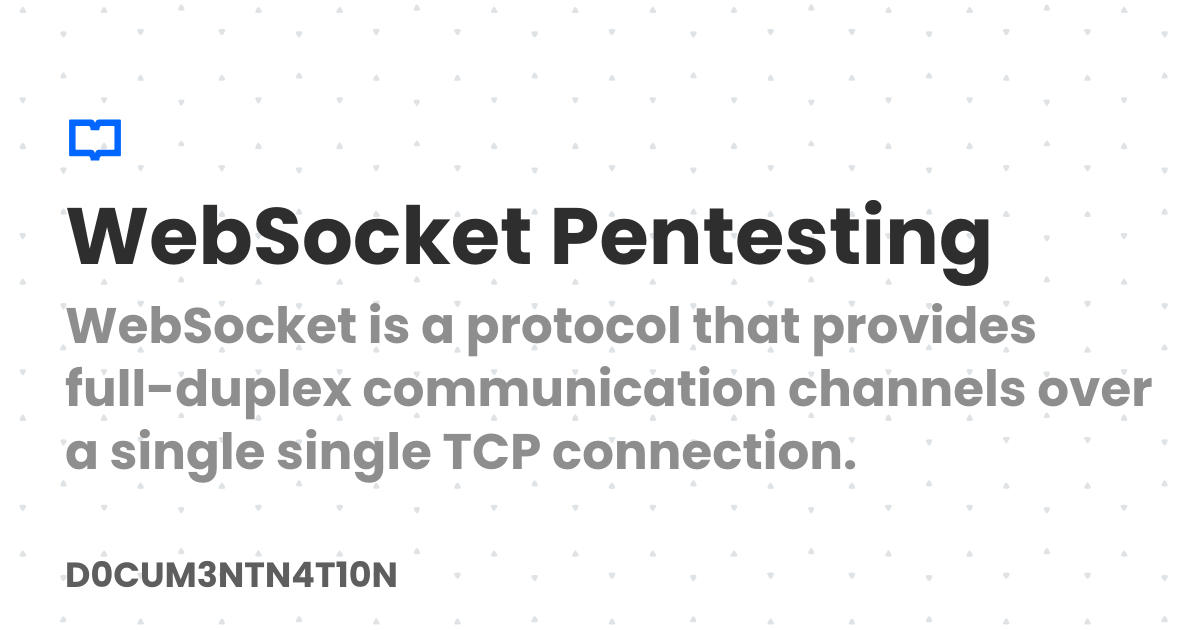 WebSocket Pentesting
WebSocket is a protocol that provides
full-duplex communication channels over
a single single TCP connection.
D0CUM3NTN4T10N